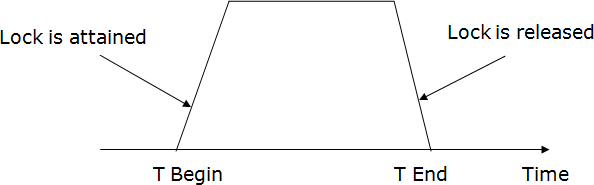 Lock is attained
Lock is released
T Begin
T End
Time